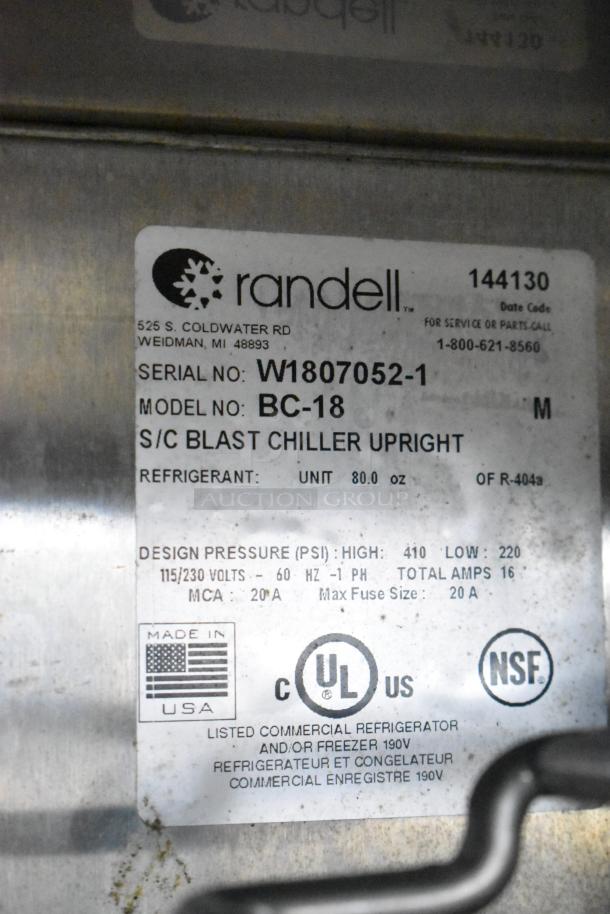 randell
144130
randell™
144130
Date Code
525 S. COLDWATER RD
FOR SERVICE OR PARTS CALL
WEIDMAN, MI 48893
1-800-621-8560
SERIAL NO: W1807052-1
MODEL NO: BC-18 M
S/C BLAST CHILLER UPRIGHT
REFRIGERANT: UNIT 80.0 oz OF R-404a
AUCTION GROUP
DESIGN PRESSURE (PSI) : HIGH: 410 LOW : 220
115/230 VOLTS - 60 HZ -1 PH TOTAL AMPS 16
MCA : 20 A Max Fuse Size : 20 A
MADE IN
USA
C UL ® US
NSF®
LISTED COMMERCIAL REFRIGERATOR
AND/OR FREEZER 190V
REFRIGERATEUR ET CONGELATEUR
COMMERCIAL ENREGISTRE 190V